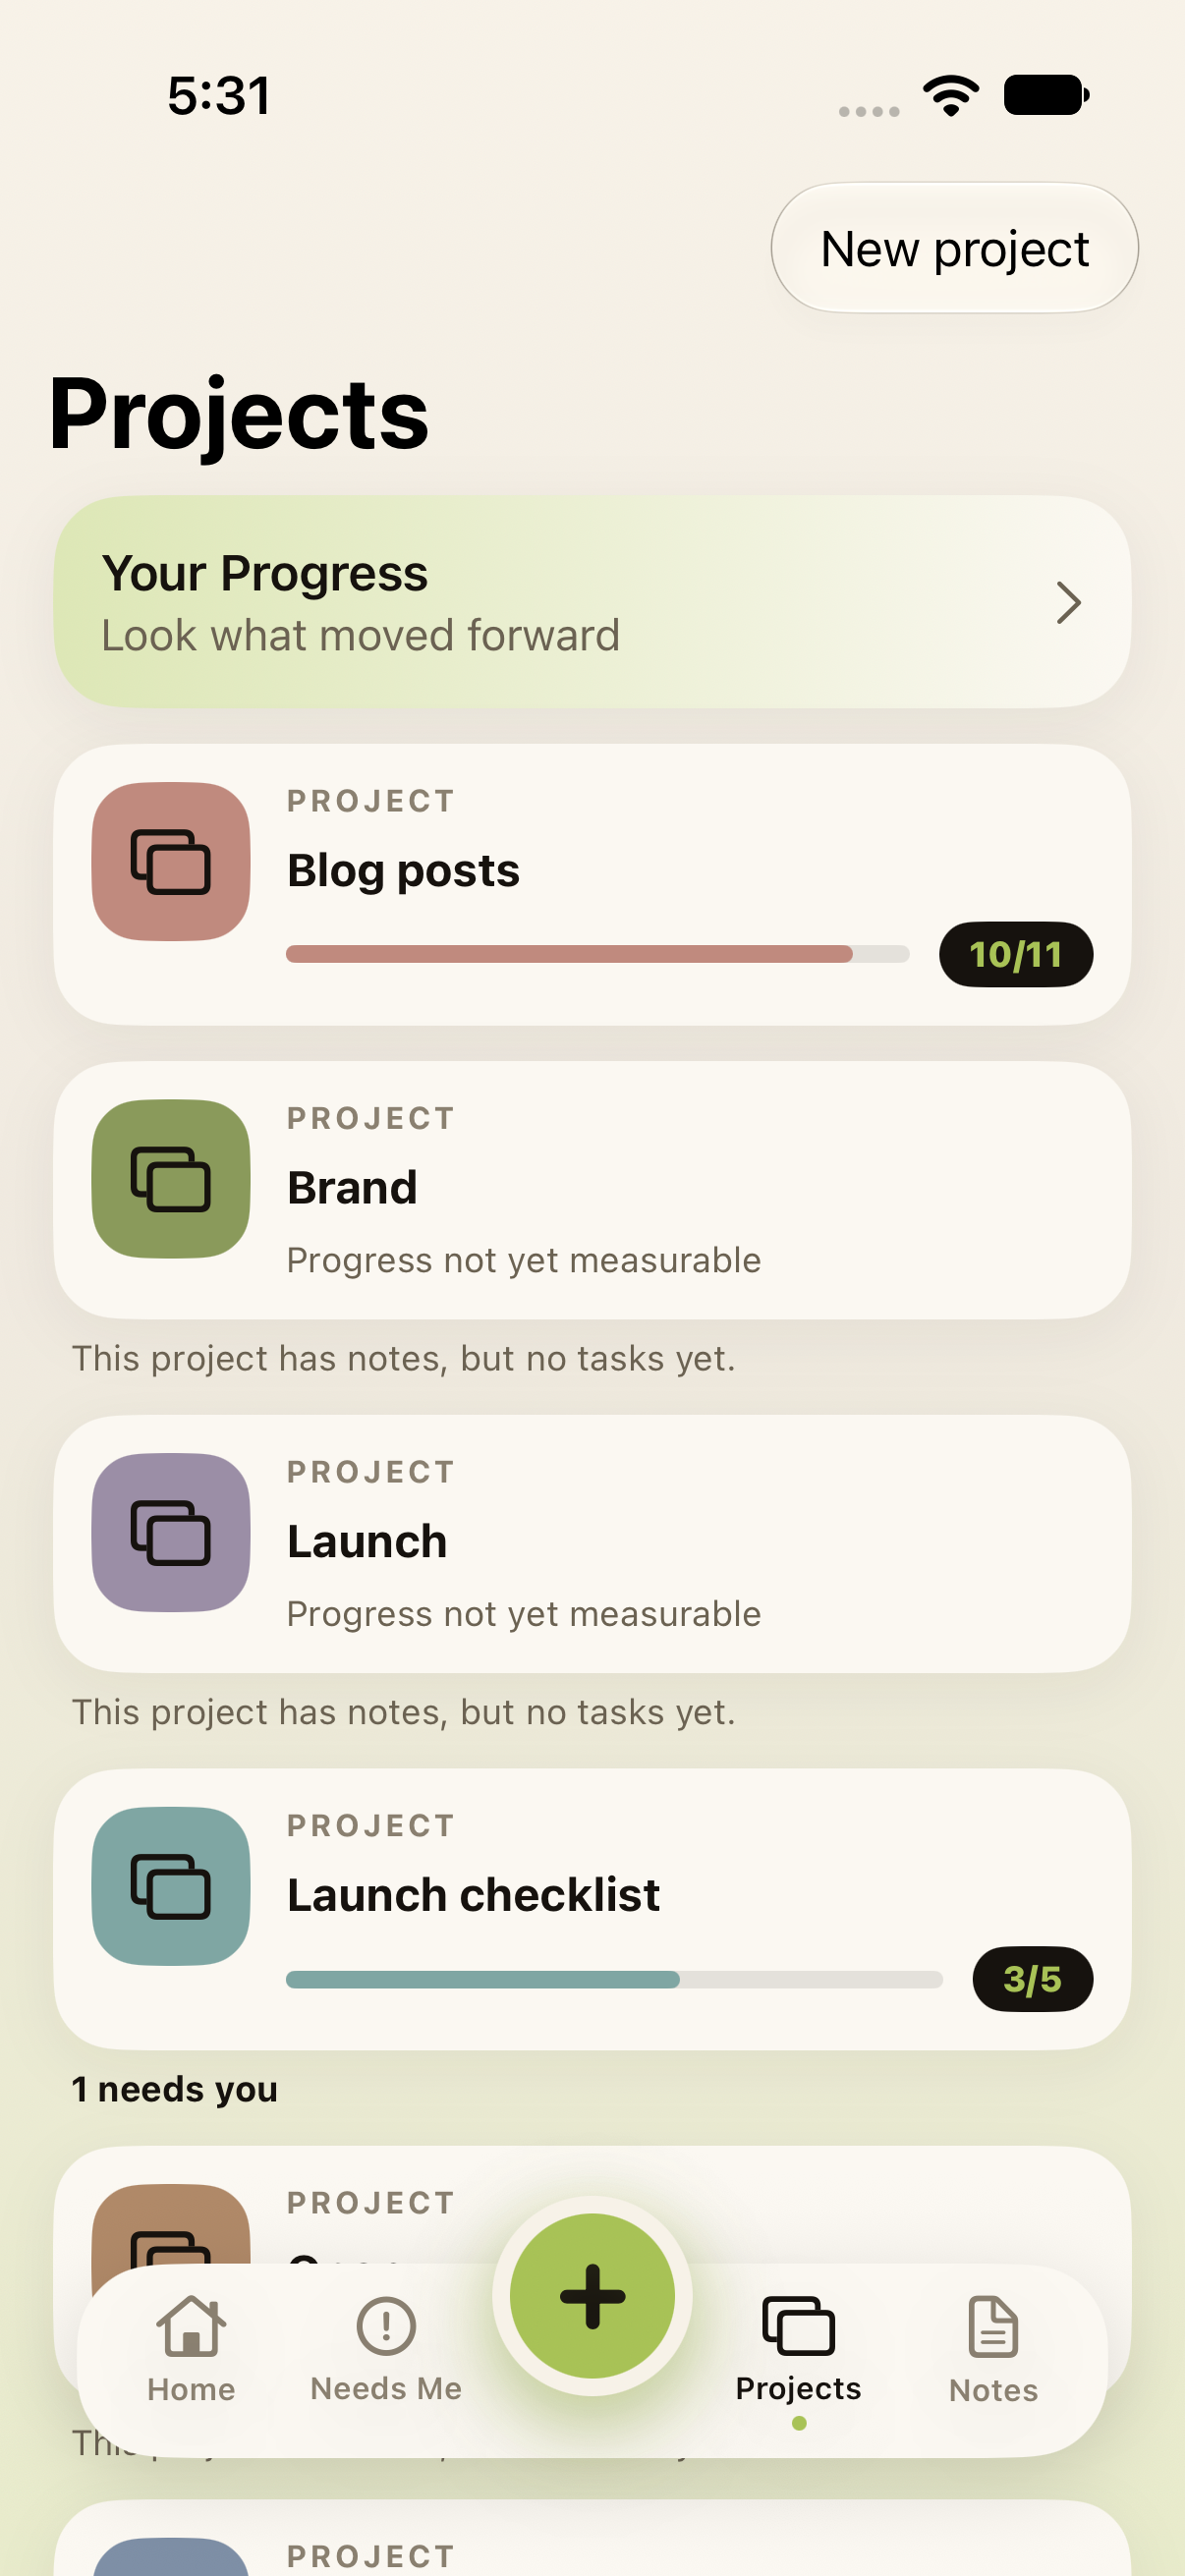 5:31
New project
Projects
Your Progress
Look what moved forward
PROJECT
Blog posts
10/11
PROJECT
Brand
Progress not yet measurable
This project has notes, but no tasks yet.
PROJECT
Launch
Progress not yet measurable
This project has notes, but no tasks yet.
PROJECT
Launch checklist
3/5
1 needs you
PROJECT
Home
Needs Me
Projects
Notes
PROJECT